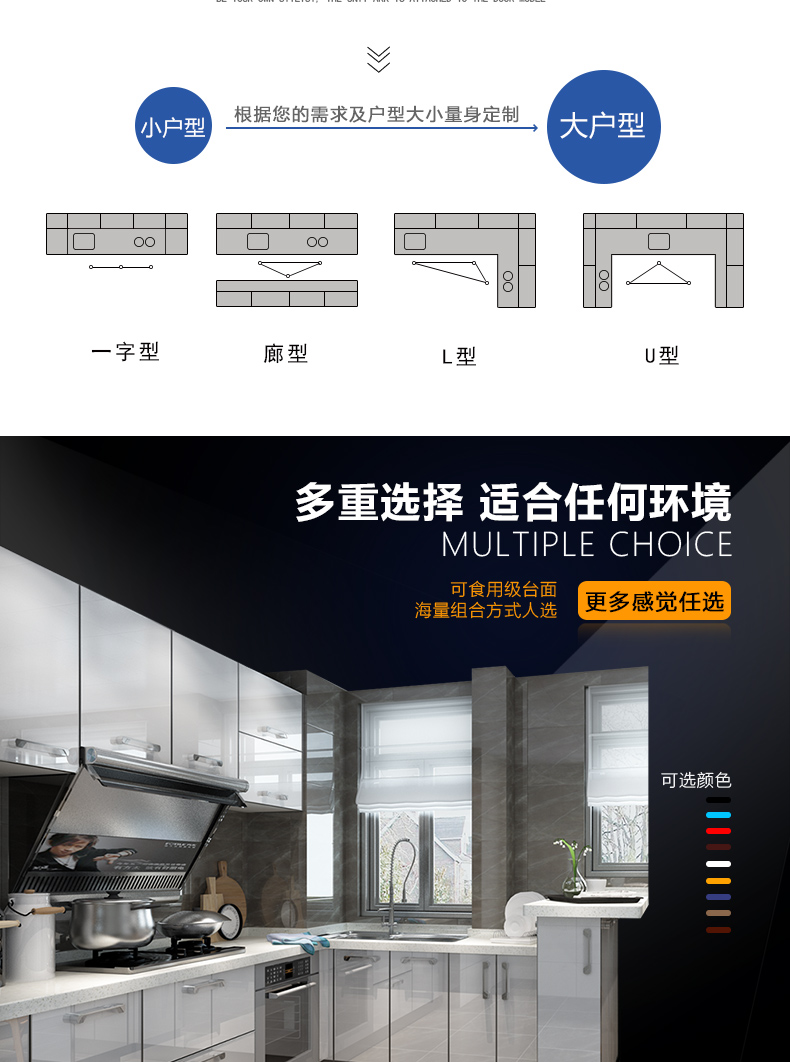 小户型
根据您的需求及户型大小量身定制
大户型
一字型
廊型
L型
U型
多重选择 适合任何环境
MULTIPLE CHOICE
可食用级台面
海量组合方式人选
更多感觉任选
可选颜色